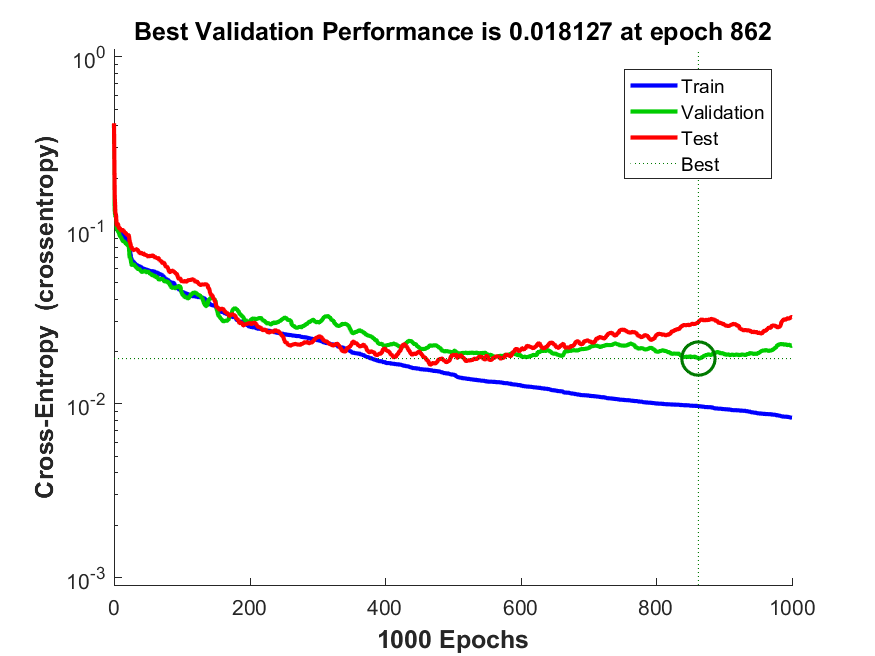 Best Validation Performance is 0.018127 at epoch 862
Cross-Entropy (crossentropy)
10^0
10^-1
10^-2
10^-3
Train
Validation
Test
Best
0 200 400 600 800 1000
1000 Epochs